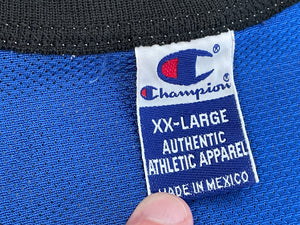 Champion
XX-LARGE
AUTHENTIC
ATHLETIC APPAREL
MADE IN MEXICO